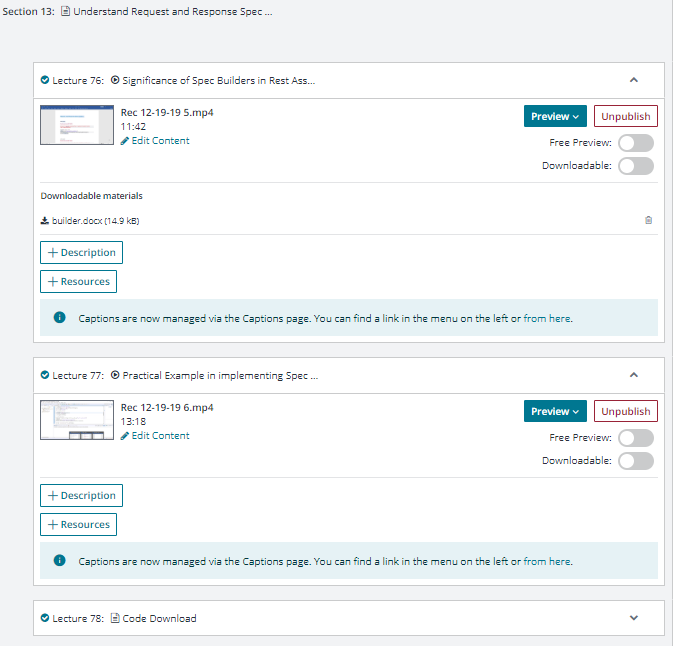 Section 13: Understand Request and Response Spec ...
Lecture 76: Significance of Spec Builders in Rest Ass...
Rec 12-19-19 5.mp4
11:42
Edit Content
Preview
Unpublish
Free Preview:
Downloadable:
Downloadable materials
builder.docx (14.9 kB)
+ Description
+ Resources
Captions are now managed via the Captions page. You can find a link in the menu on the left or from here.
Lecture 77: Practical Example in implementing Spec ...
Rec 12-19-19 6.mp4
13:18
Edit Content
Preview
Unpublish
Free Preview:
Downloadable:
+ Description
+ Resources
Captions are now managed via the Captions page. You can find a link in the menu on the left or from here.
Lecture 78: Code Download